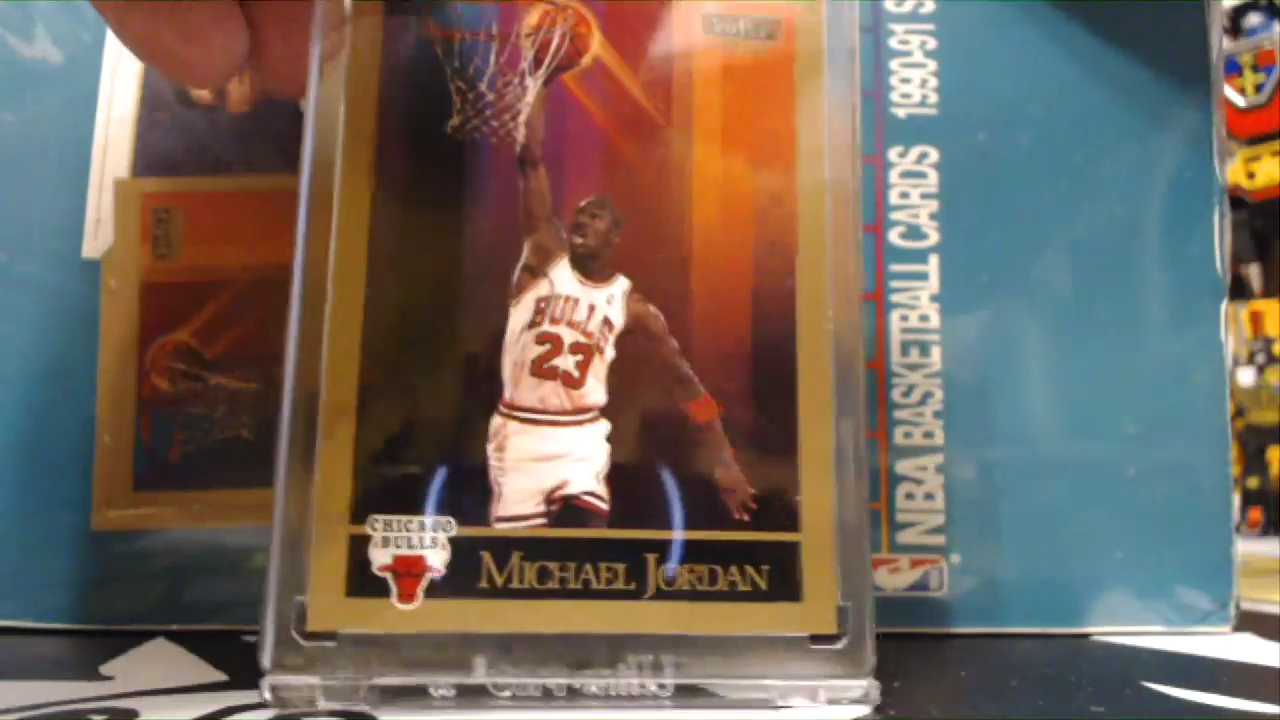 BULLS
23
CHICAGO
BULLS
MICHAEL JORDAN
NBA BASKETBALL CARDS 1990-91 S